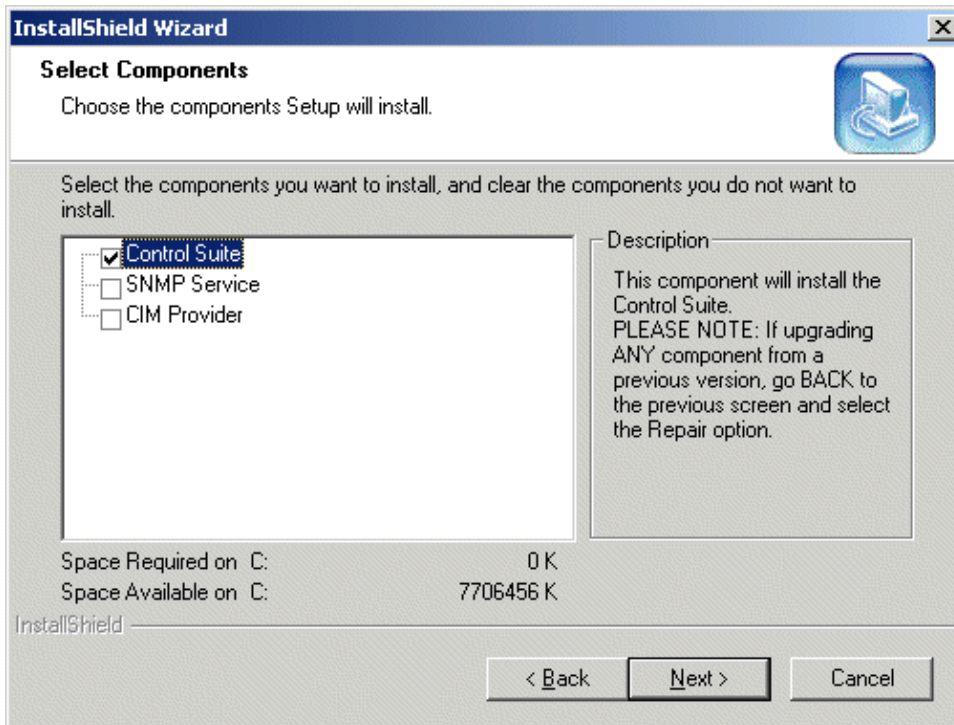 InstallShield Wizard
Select Components
Choose the components Setup will install.
Select the components you want to install, and clear the components you do not want to
install.
Control Suite
SNMP Service
CIM Provider
Description
This component will install the
Control Suite.
PLEASE NOTE: If upgrading
ANY component from a
previous version, go BACK to
the previous screen and select
the Repair option.
Space Required on C: 0 K
Space Available on C: 7706456 K
InstallShield
< Back Next > Cancel